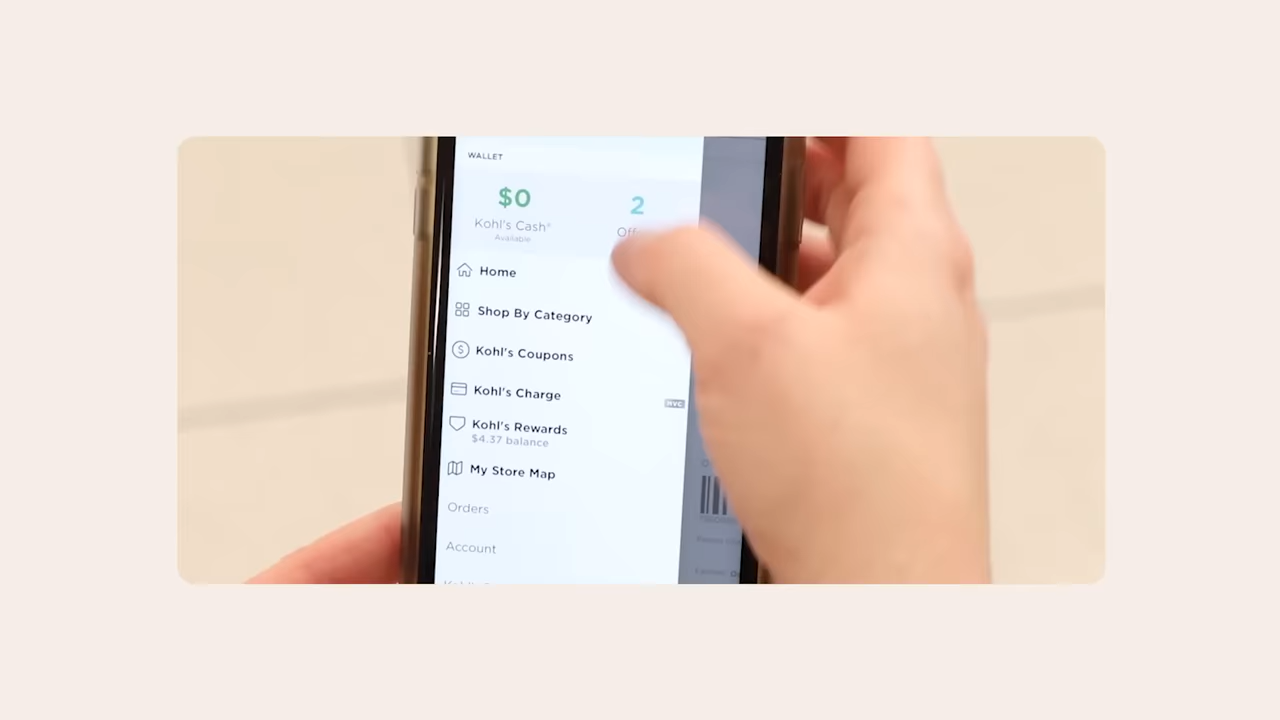 WALLET
$0
2
Kohl's Cash®
Available
Home
Shop By Category
Kohl's Coupons
Kohl's Charge
NYC
Kohl's Rewards
$4.37 balance
My Store Map
Orders
Account